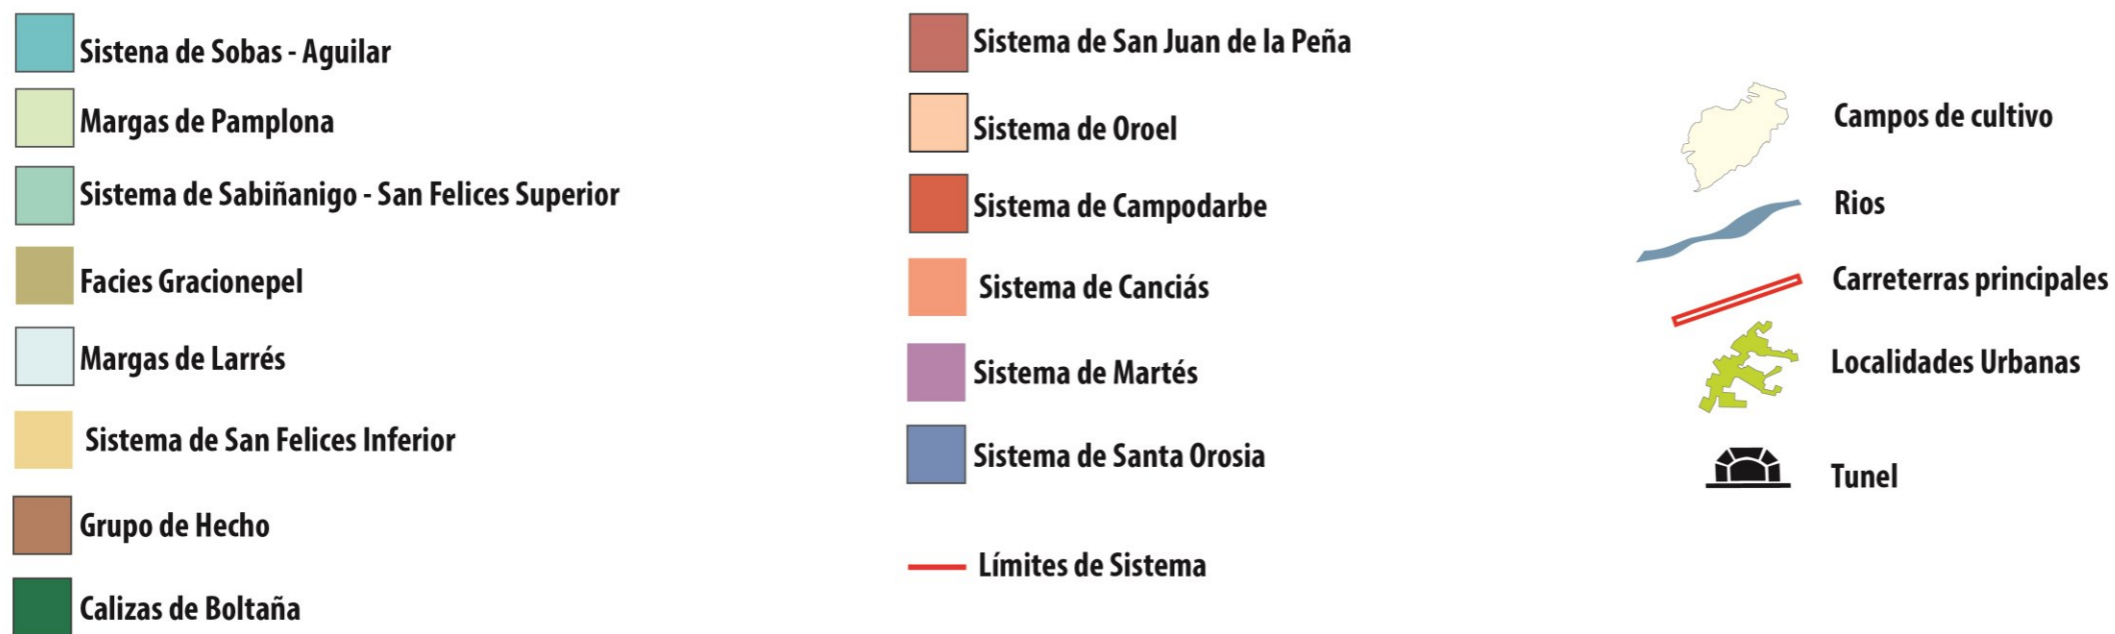 Sistena de Sobas - Aguilar
Margas de Pamplona
Sistema de Sabiñanigo - San Felices Superior
Facies Gracionepel
Margas de Larrés
Sistema de San Felices Inferior
Grupo de Hecho
Calizas de Boltaña
Sistema de San Juan de la Peña
Sistema de Oroel
Sistema de Campodarbe
Sistema de Canciás
Sistema de Martés
Sistema de Santa Orosia
Límites de Sistema
Campos de cultivo
Rios
Carreterras principales
Localidades Urbanas
Tunel